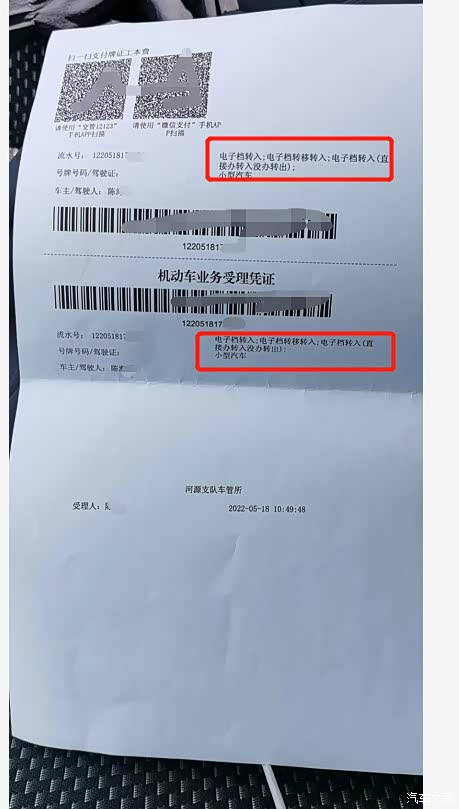 扫一扫支付牌证工本费
请使用“交管12123”
手机APP扫描
请使用“微信支付”手机AP
P扫描
流水号: 12205181
电子档转入;电子档转移转入;电子档转入(直
接办转入没办转出);
小型汽车
号牌号码/驾驶证:
车主/驾驶人: 陈
12205181
机动车业务受理凭证
12205181
流水号: 12205181
电子档转入;电子档转移转入;电子档转入(直
接办转入没办转出);
小型汽车
号牌号码/驾驶证:
车主/驾驶人: 陈
河源支队车管所
受理人:
2022-05-18 10:49:48
汽车之家